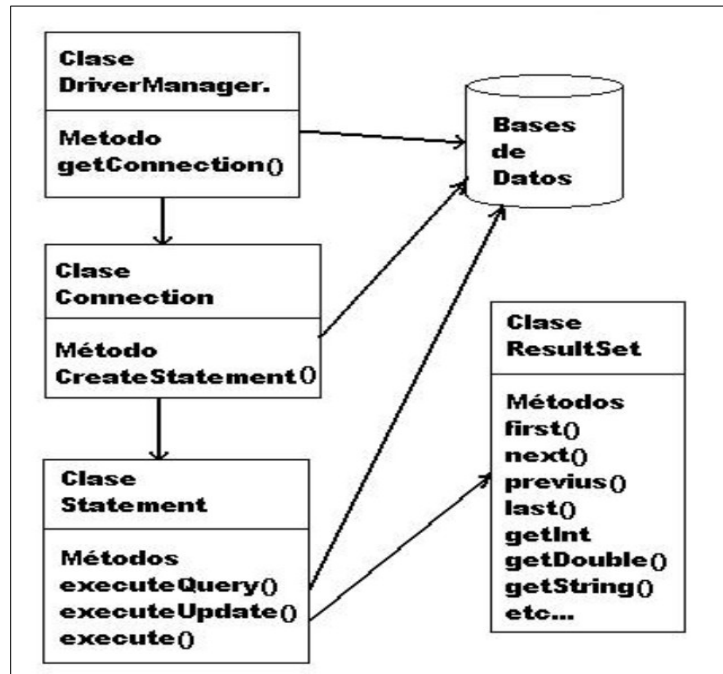 Clase
DriverManager.
Metodo
getConnection()
Bases
de
Datos
Clase
Connection
Método
CreateStatement()
Clase
ResultSet
Métodos
first()
next()
previus()
last()
getInt
getDouble()
getString()
etc...
Clase
Statement
Métodos
executeQuery()
executeUpdate()
execute()